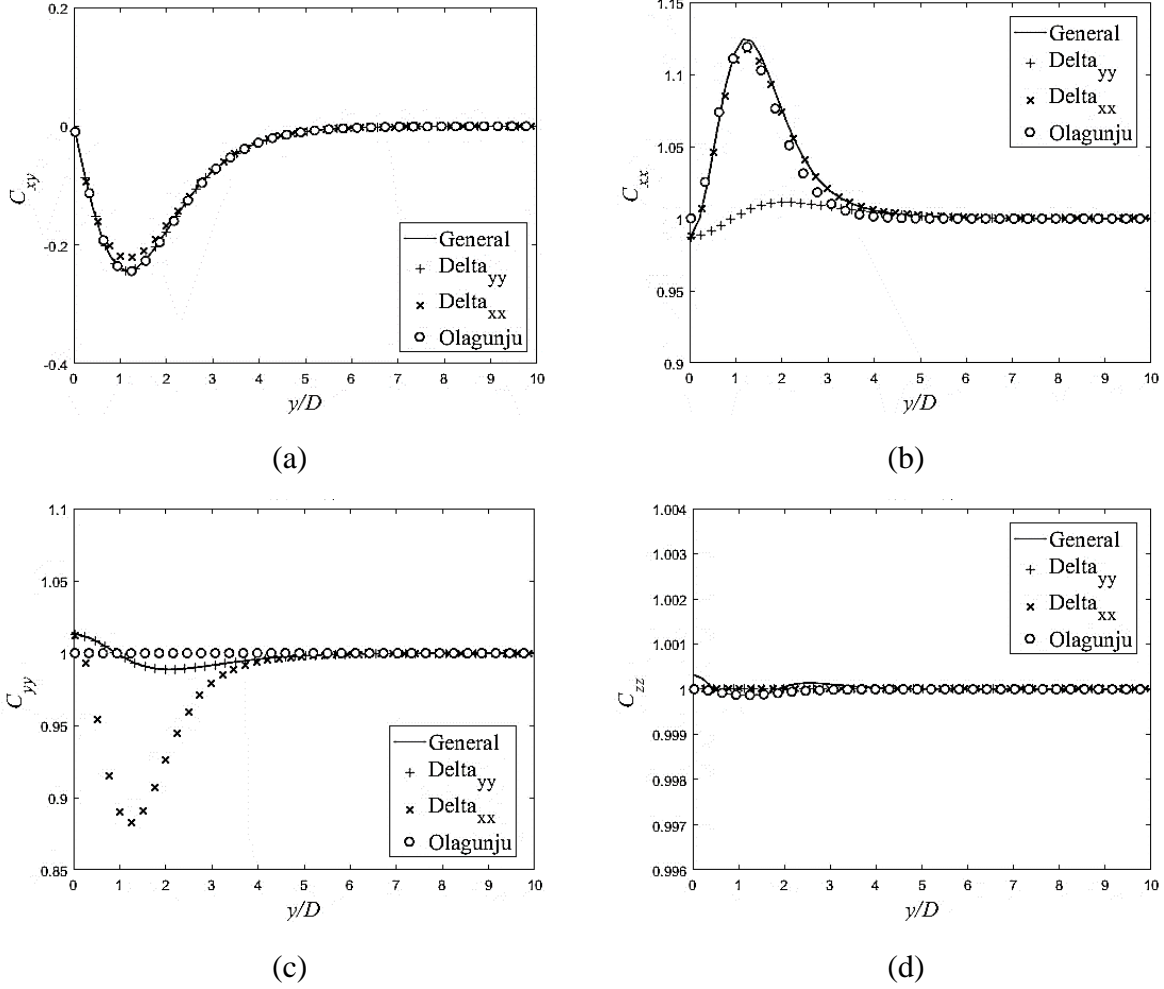 0.2
0
-0.2
-0.4
C_xy
0 1 2 3 4 5 6 7 8 9 10
y/D
General
Delta_yy
Delta_xx
Olagunju
(a)
1.15
1.1
1.05
1
0.95
0.9
C_xx
0 1 2 3 4 5 6 7 8 9 10
y/D
General
Delta_yy
Delta_xx
Olagunju
(b)
1.1
1.05
1
0.95
0.9
0.85
C_yy
0 1 2 3 4 5 6 7 8 9 10
y/D
General
Delta_yy
Delta_xx
Olagunju
(c)
1.004
1.003
1.002
1.001
1
0.999
0.998
0.997
0.996
C_zz
0 1 2 3 4 5 6 7 8 9 10
y/D
General
Delta_yy
Delta_xx
Olagunju
(d)